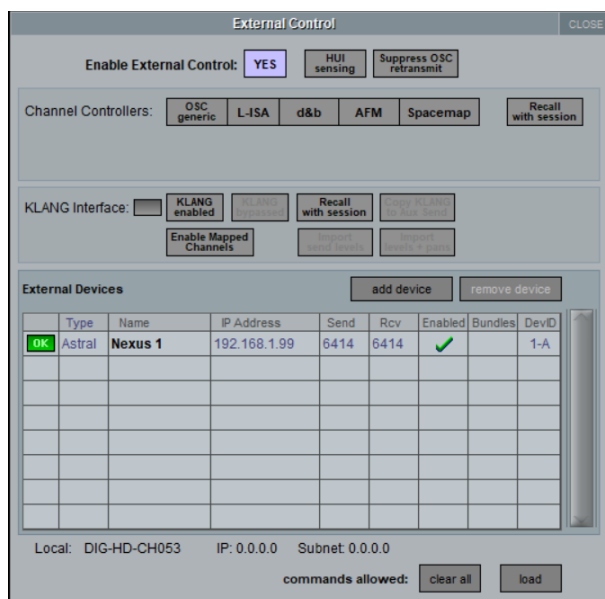 External Control
CLOSE
Enable External Control: YES
HUI sensing
Suppress OSC retransmit
Channel Controllers:
OSC generic
L-ISA
d&b
AFM
Spacemap
Recall with session
KLANG Interface:
KLANG enabled
KLANG bypassed
Recall with session
Copy KLANG to Aux Send
Enable Mapped Channels
Import send levels
Import levels + pans
External Devices
add device
remove device
Type Name IP Address Send Rcv Enabled Bundles DevID
OK Astral Nexus 1 192.168.1.99 6414 6414 1-A
Local: DIG-HD-CH053 IP: 0.0.0.0 Subnet: 0.0.0.0
commands allowed: clear all load